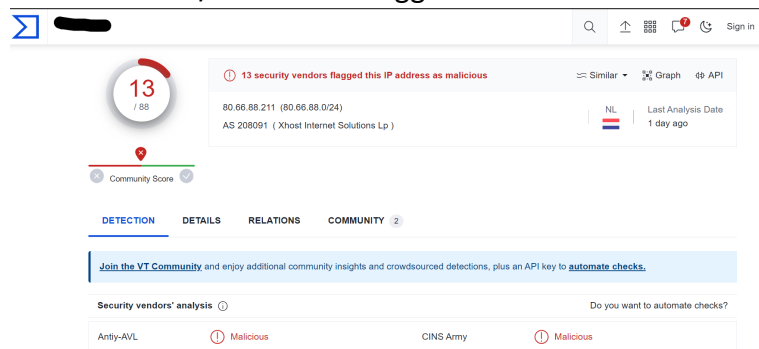 7
Sign in
13
/ 88
13 security vendors flagged this IP address as malicious
Similar
Graph
API
80.66.88.211 (80.66.88.0/24)
AS 208091 ( Xhost Internet Solutions Lp )
NL
Last Analysis Date
1 day ago
Community Score
DETECTION DETAILS RELATIONS COMMUNITY 2
Join the VT Community and enjoy additional community insights and crowdsourced detections, plus an API key to automate checks.
Security vendors' analysis
Do you want to automate checks?
Antiy-AVL
Malicious
CINS Army
Malicious